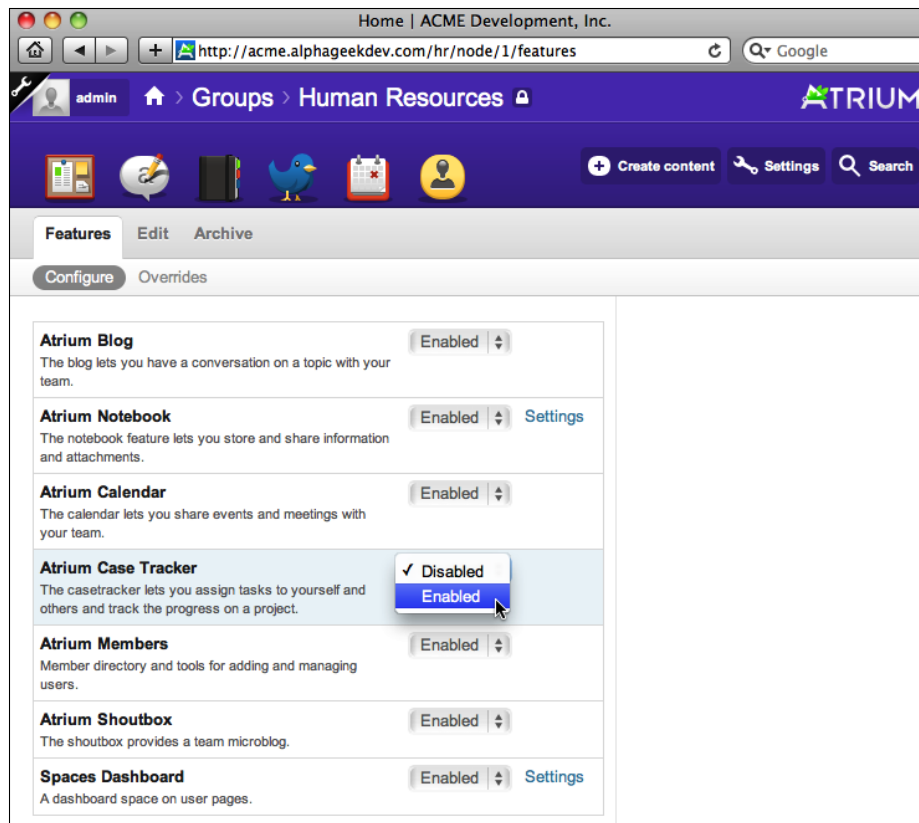 Home | ACME Development, Inc.
http://acme.alphageekdev.com/hr/node/1/features
Google
admin
Groups
Human Resources
ATRIUM
Create content
Settings
Search
Features
Edit
Archive
Configure
Overrides
Atrium Blog
Enabled
The blog lets you have a conversation on a topic with your
team.
Atrium Notebook
Enabled
Settings
The notebook feature lets you store and share information
and attachments.
Atrium Calendar
Enabled
The calendar lets you share events and meetings with
your team.
Atrium Case Tracker
✓ Disabled
Enabled
The casetracker lets you assign tasks to yourself and
others and track the progress on a project.
Atrium Members
Enabled
Member directory and tools for adding and managing
users.
Atrium Shoutbox
Enabled
The shoutbox provides a team microblog.
Spaces Dashboard
Enabled
Settings
A dashboard space on user pages.